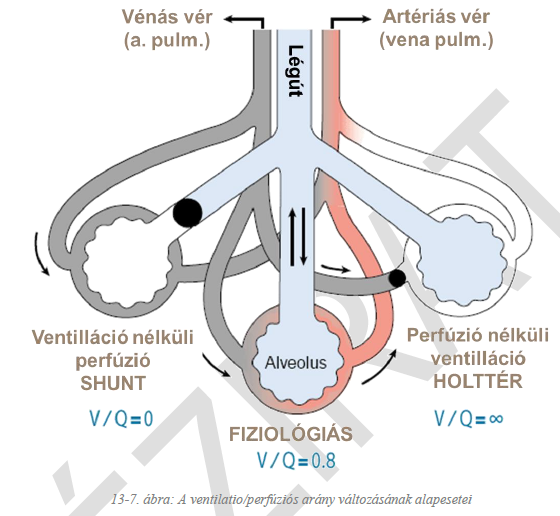 Vénás vér
(a. pulm.)
Artériás vér
(vena pulm.)
Légút
Ventilláció nélküli
perfúzió
SHUNT
V/Q=0
Alveolus
FIZIOLÓGIÁS
V/Q=0.8
Perfúzió nélküli
ventilláció
HOLTTÉR
V/Q=∞
13-7. ábra: A ventilatio/perfúziós arány változásának alapesetei